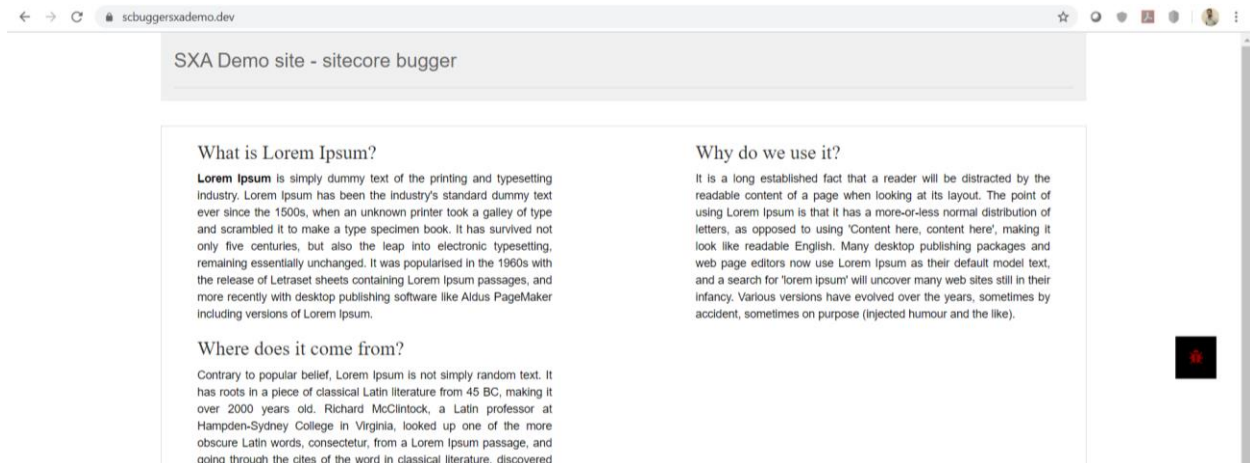 scbuggersxademo.dev
SXA Demo site - sitecore bugger
What is Lorem Ipsum?
Lorem Ipsum is simply dummy text of the printing and typesetting
industry. Lorem Ipsum has been the industry's standard dummy text
ever since the 1500s, when an unknown printer took a galley of type
and scrambled it to make a type specimen book. It has survived not
only five centuries, but also the leap into electronic typesetting,
remaining essentially unchanged. It was popularised in the 1960s with
the release of Letraset sheets containing Lorem Ipsum passages, and
more recently with desktop publishing software like Aldus PageMaker
including versions of Lorem Ipsum.
Where does it come from?
Contrary to popular belief, Lorem Ipsum is not simply random text. It
has roots in a piece of classical Latin literature from 45 BC, making it
over 2000 years old. Richard McClintock, a Latin professor at
Hampden-Sydney College in Virginia, looked up one of the more
obscure Latin words, consectetur, from a Lorem Ipsum passage, and
going through the cites of the word in classical literature, discovered
Why do we use it?
It is a long established fact that a reader will be distracted by the
readable content of a page when looking at its layout. The point of
using Lorem Ipsum is that it has a more-or-less normal distribution of
letters, as opposed to using 'Content here, content here', making it
look like readable English. Many desktop publishing packages and
web page editors now use Lorem Ipsum as their default model text,
and a search for 'lorem ipsum' will uncover many web sites still in their
infancy. Various versions have evolved over the years, sometimes by
accident, sometimes on purpose (injected humour and the like).